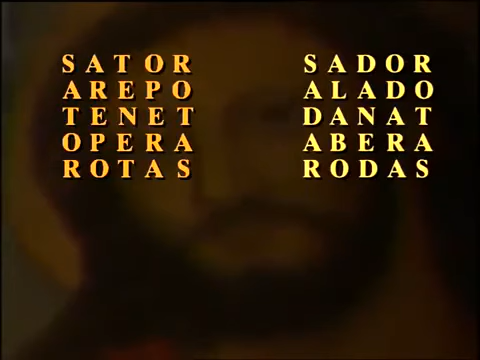 SATOR SADOR
AREPO ALADO
TENET DANAT
OPERA ABERA
ROTAS RODAS